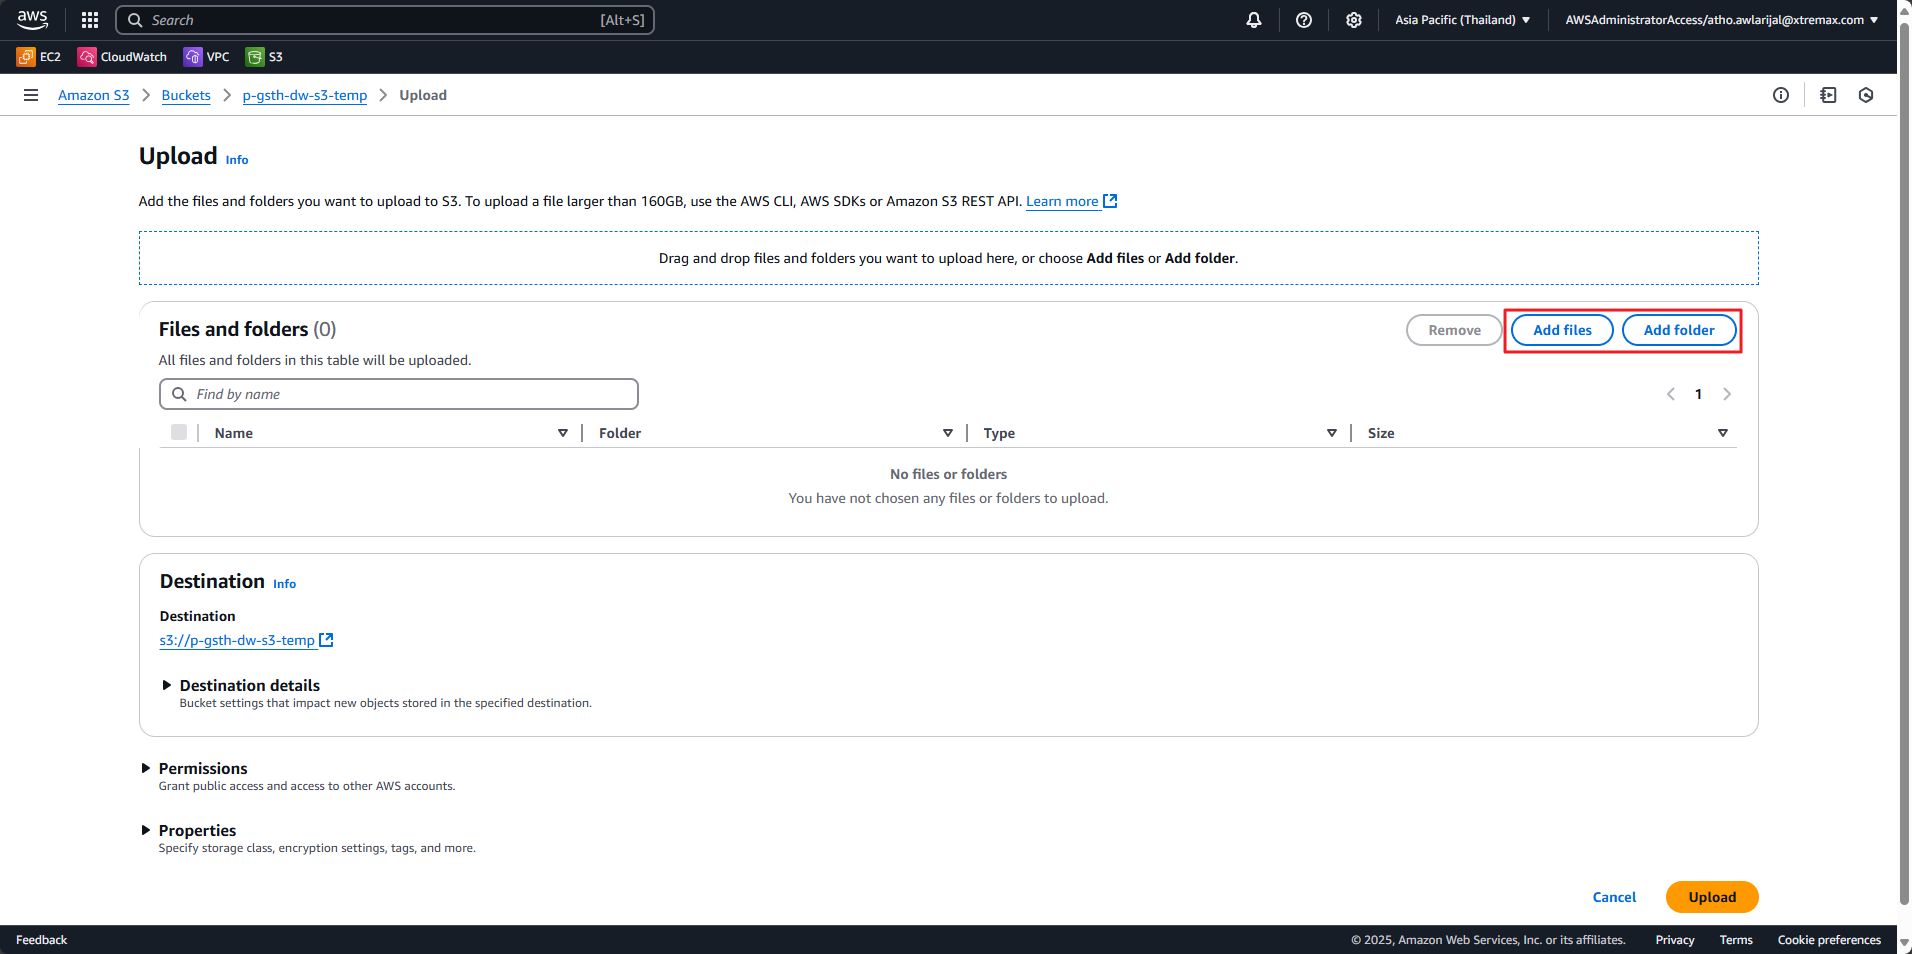 aws Search [Alt+S] Asia Pacific (Thailand) AWSAdministratorAccess/atho.awlarijal@xtremax.com
EC2 CloudWatch VPC S3
Amazon S3 Buckets p-gsth-dw-s3-temp Upload
Upload Info
Add the files and folders you want to upload to S3. To upload a file larger than 160GB, use the AWS CLI, AWS SDKs or Amazon S3 REST API. Learn more
Drag and drop files and folders you want to upload here, or choose Add files or Add folder.
Files and folders (0) Remove Add files Add folder
All files and folders in this table will be uploaded.
Find by name 1
Name Folder Type Size
No files or folders
You have not chosen any files or folders to upload.
Destination Info
Destination
s3://p-gsth-dw-s3-temp
Destination details
Bucket settings that impact new objects stored in the specified destination.
Permissions
Grant public access and access to other AWS accounts.
Properties
Specify storage class, encryption settings, tags, and more.
Cancel Upload
Feedback © 2025, Amazon Web Services, Inc. or its affiliates. Privacy Terms Cookie preferences